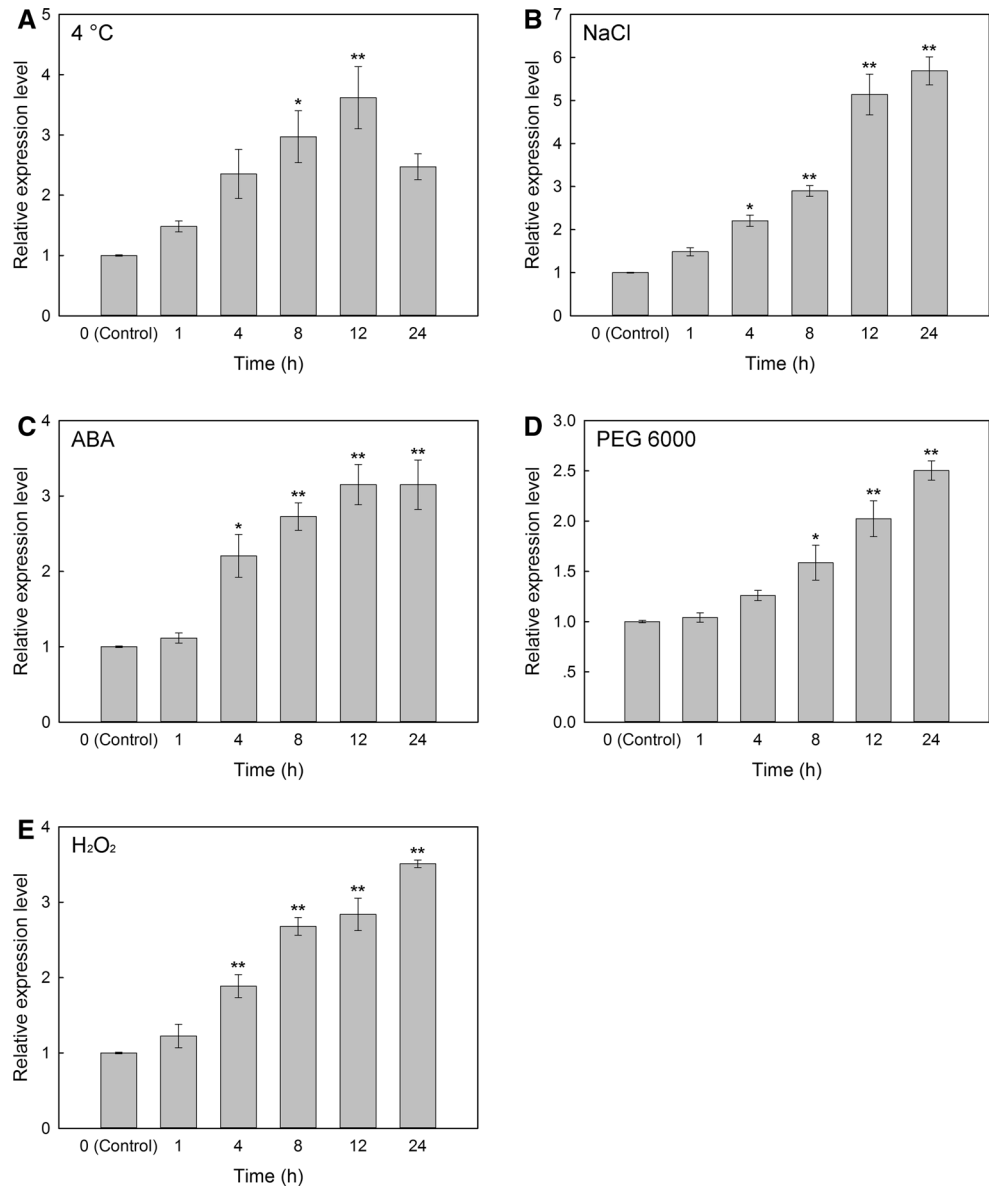 A
4 °C
Relative expression level
5
4
3
2
1
0
*
**
0 (Control) 1 4 8 12 24
Time (h)
B
NaCl
Relative expression level
7
6
5
4
3
2
1
0
*
**
**
**
0 (Control) 1 4 8 12 24
Time (h)
C
ABA
Relative expression level
4
3
2
1
0
*
**
**
**
0 (Control) 1 4 8 12 24
Time (h)
D
PEG 6000
Relative expression level
3.0
2.5
2.0
1.5
1.0
.5
0.0
*
**
**
0 (Control) 1 4 8 12 24
Time (h)
E
H₂O₂
Relative expression level
4
3
2
1
0
**
**
**
**
0 (Control) 1 4 8 12 24
Time (h)